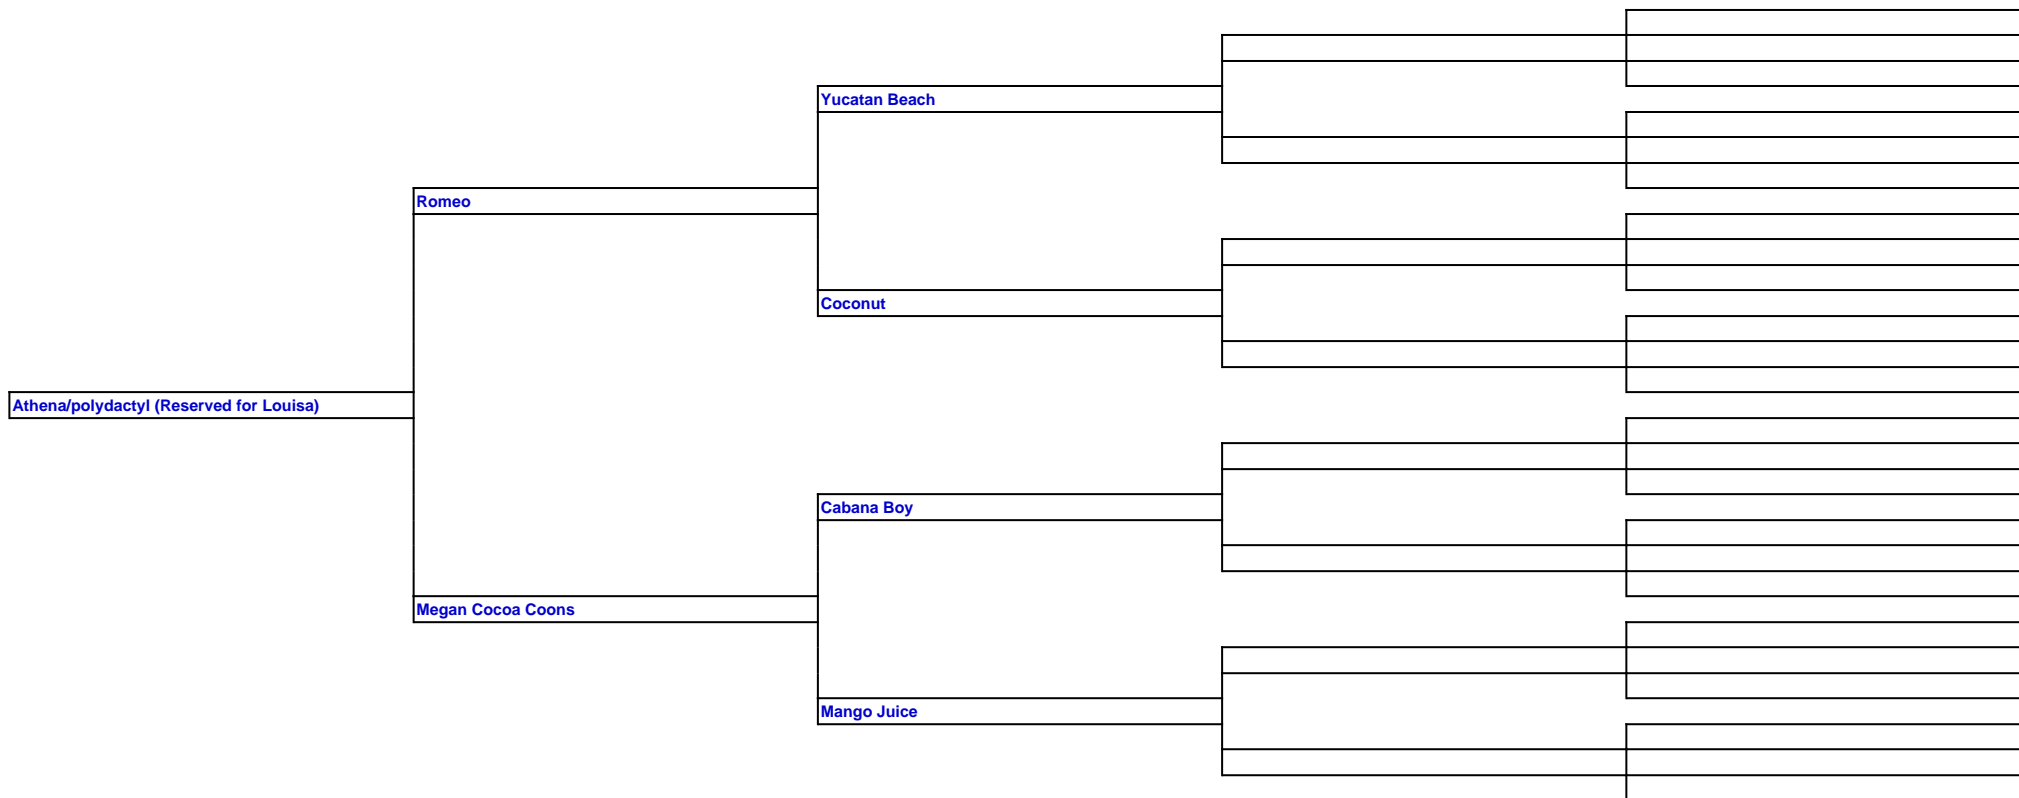 Yucatan Beach
Romeo
Coconut
Athena/polydactyl (Reserved for Louisa)
Cabana Boy
Megan Cocoa Coons
Mango Juice